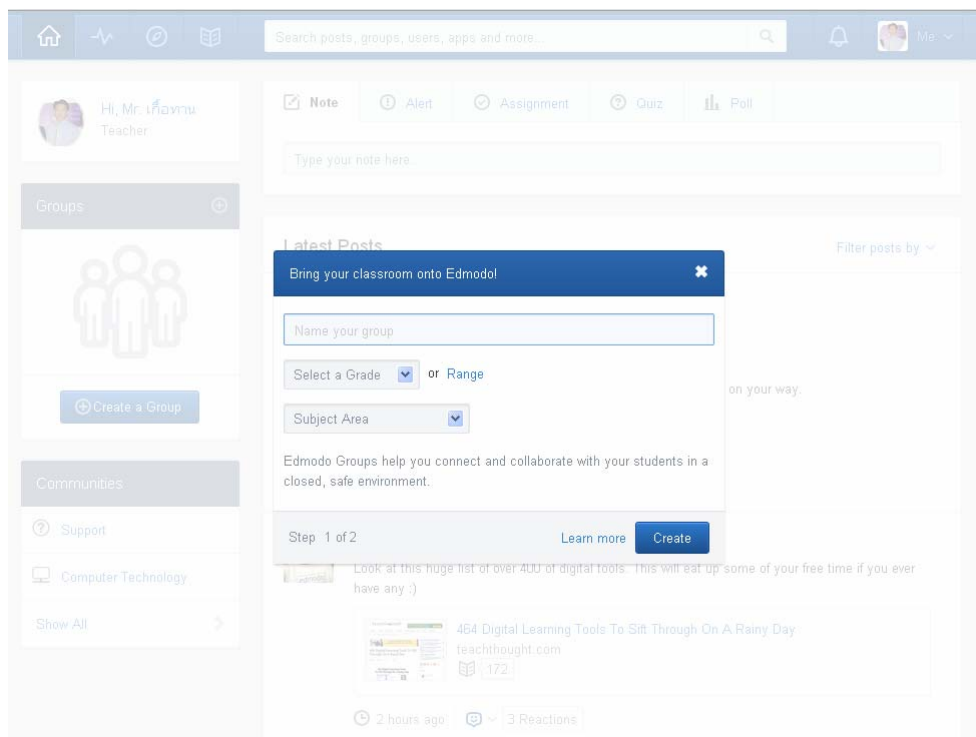 Search posts, groups, users, apps and more...
Me
Hi, Mr. เกื้อทาน
Teacher
Groups
Create a Group
Communities
Support
Computer Technology
Show All
Note
Alert
Assignment
Quiz
Poll
Type your note here...
Latest Posts
Filter posts by
Bring your classroom onto Edmodo!
Name your group
Select a Grade
or Range
Subject Area
Edmodo Groups help you connect and collaborate with your students in a
closed, safe environment.
Step 1 of 2
Learn more
Create
on your way.
Look at this huge list of over 400 of digital tools. This will eat up some of your free time if you ever
have any :)
464 Digital Learning Tools To Sift Through On A Rainy Day
teachthought.com
172
2 hours ago
3 Reactions